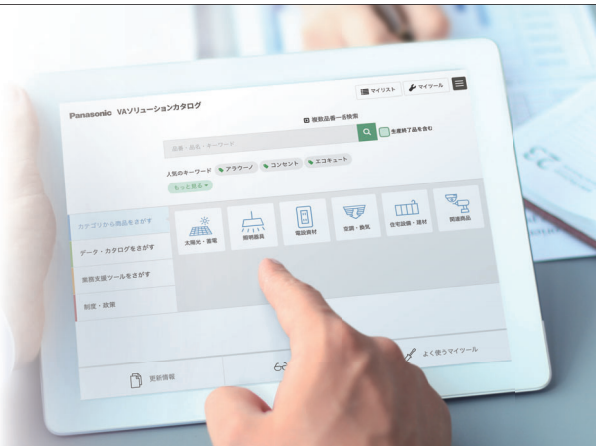 Panasonic VAソリューションカタログ
マイリスト
マイツール
複数品番一括検索
品番・品名・キーワード
生産終了品を含む
人気のキーワード
アラウーノ
コンセント
エコキュート
もっと見る
カテゴリから商品をさがす
データ・カタログをさがす
業務支援ツールをさがす
制度・政策
太陽光・蓄電
照明器具
電設資材
空調・換気
住宅設備・建材
関連商品
更新情報
よく使うマイツール